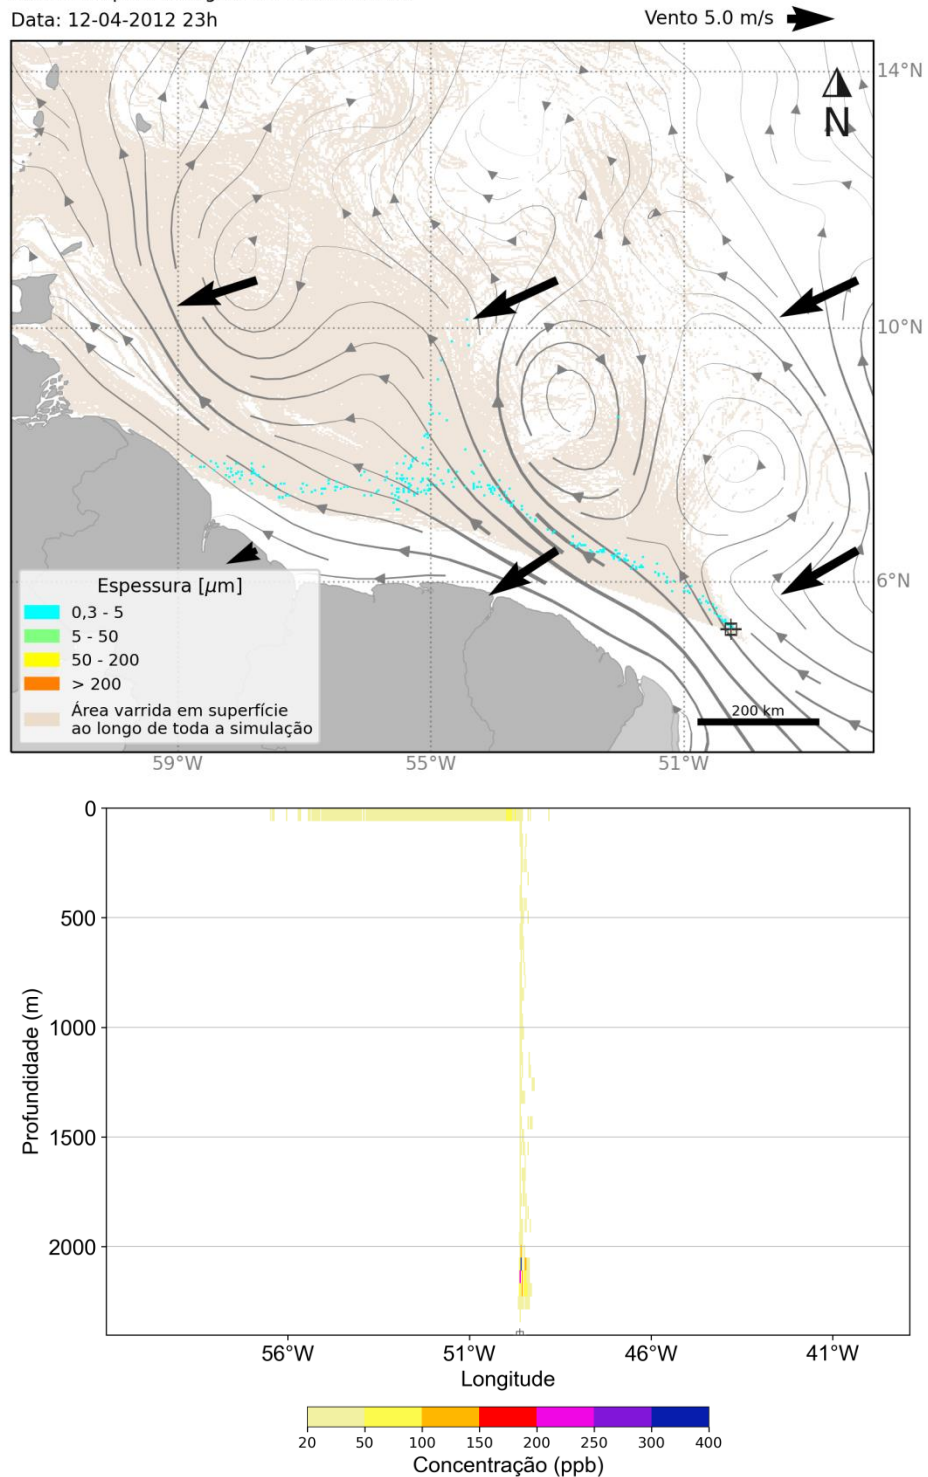 Data: 12-04-2012 23h
Vento 5.0 m/s
14°N
N
10°N
6°N
Espessura [μm]
0,3 - 5
5 - 50
50 - 200
> 200
Área varrida em superfície
ao longo de toda a simulação
200 km
59°W
55°W
51°W
0
500
1000
1500
2000
Profundidade (m)
56°W
51°W
46°W
41°W
Longitude
20
50
100
150
200
250
300
400
Concentração (ppb)